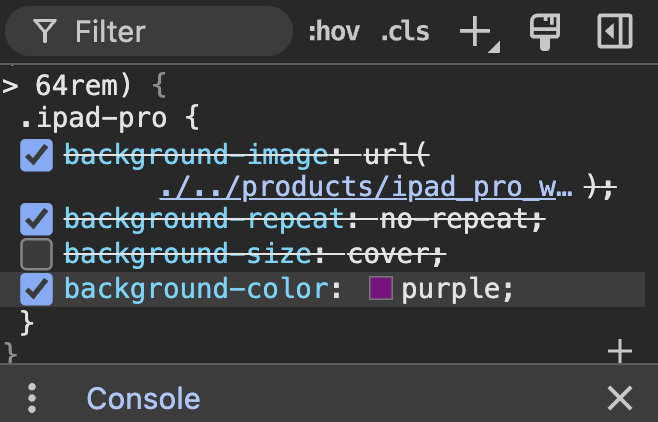 Filter :hov .cls
> 64rem) {
.ipad-pro {
background-image: url(
./../products/ipad_pro_w… );
background-repeat: no-repeat;
background-size: cover;
background-color: purple;
}
}
Console